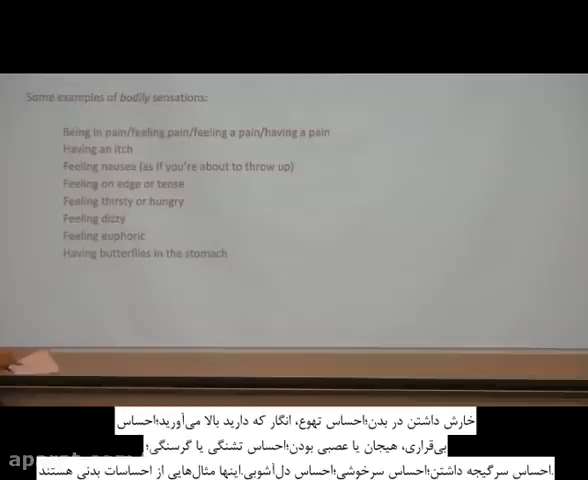 Some examples of bodily sensations:
Being in pain/feeling pain/feeling a pain/having a pain
Having an itch
Feeling nausea (as if you're about to throw up)
Feeling on edge or tense
Feeling thirsty or hungry
Feeling dizzy
Feeling euphoric
Having butterflies in the stomach
خارش داشتن در بدن؛احساس تهوع، انگار که دارید بالا می‌آورید؛احساس
بی‌قراری، هیجان یا عصبی بودن؛احساس تشنگی یا گرسنگی؛
احساس سرگیجه داشتن؛احساس سرخوشی؛احساس دل‌آشوبی.اینها مثال‌هایی از احساسات بدنی هستند.